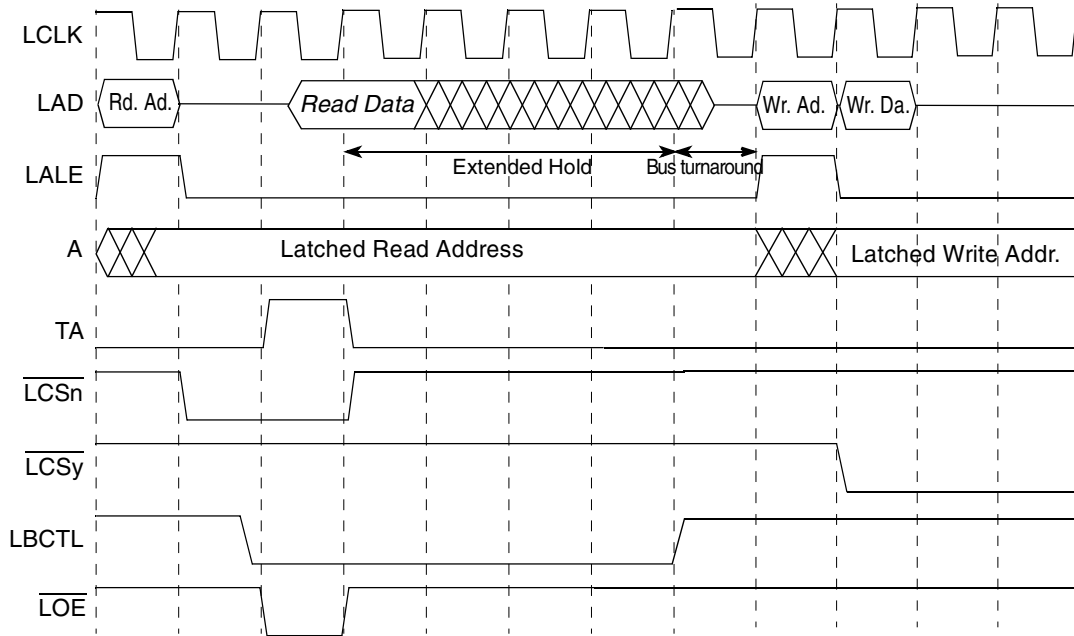 LCLK
LAD Rd. Ad. Read Data Wr. Ad. Wr. Da.
Extended Hold Bus turnaround
LALE
A Latched Read Address Latched Write Addr.
TA
LCSn
LCSy
LBCTL
LOE